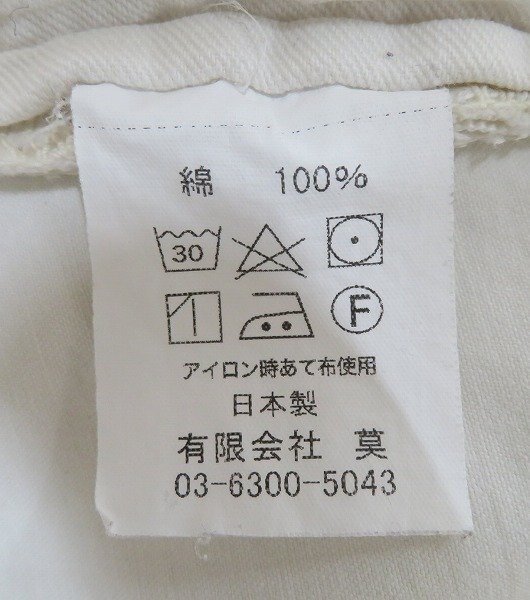 綿 100%
30
F
アイロン時あて布使用
日本製
有限会社 莫
03-6300-5043